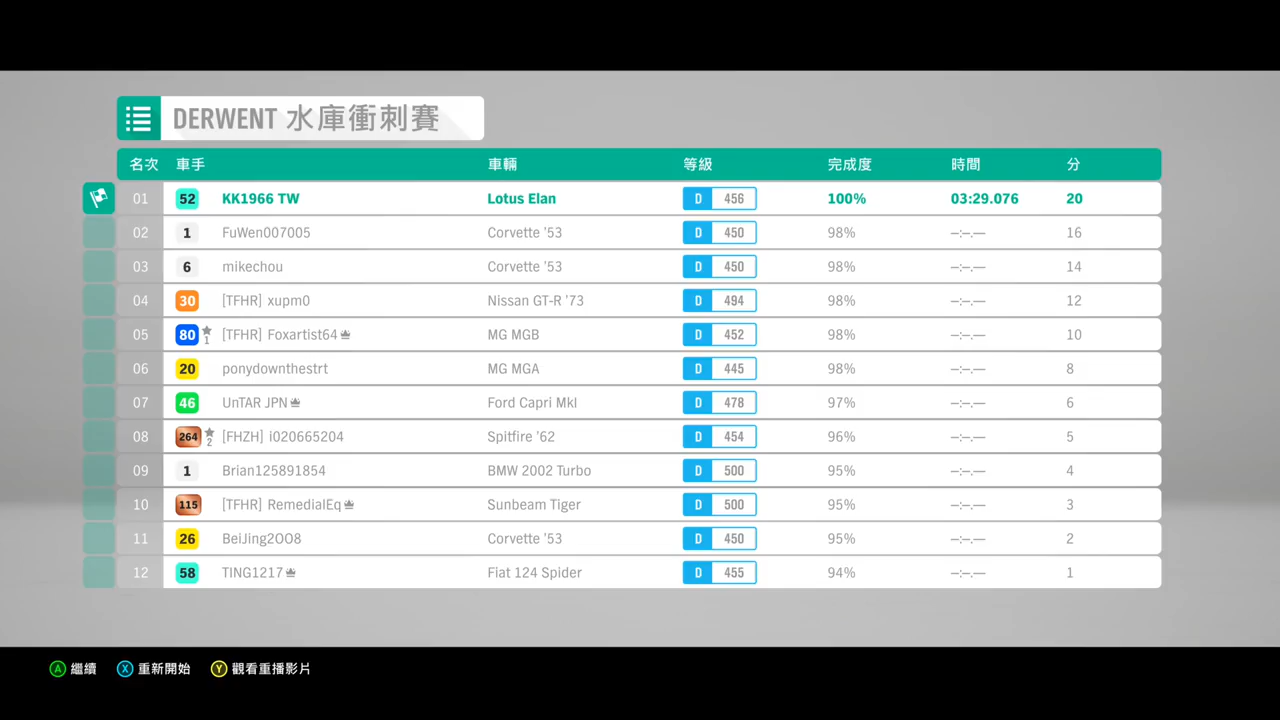 DERWENT 水庫衝刺賽
名次 車手 車輛 等級 完成度 時間 分
01 52 KK1966 TW Lotus Elan D 456 100% 03:29.076 20
02 1 FuWen007005 Corvette '53 D 450 98% --:--.--- 16
03 6 mikechou Corvette '53 D 450 98% --:--.--- 14
04 30 [TFHR] xupm0 Nissan GT-R '73 D 494 98% --:--.--- 12
05 80 1 [TFHR] Foxartist64 MG MGB D 452 98% --:--.--- 10
06 20 ponydownthestrt MG MGA D 445 98% --:--.--- 8
07 46 UnTAR JPN Ford Capri MkI D 478 97% --:--.--- 6
08 264 2 [FHZH] i020665204 Spitfire '62 D 454 96% --:--.--- 5
09 1 Brian125891854 BMW 2002 Turbo D 500 95% --:--.--- 4
10 115 [TFHR] RemedialEq Sunbeam Tiger D 500 95% --:--.--- 3
11 26 BeiJing2OO8 Corvette '53 D 450 95% --:--.--- 2
12 58 TING1217 Fiat 124 Spider D 455 94% --:--.--- 1
A 繼續 X 重新開始 Y 觀看重播影片